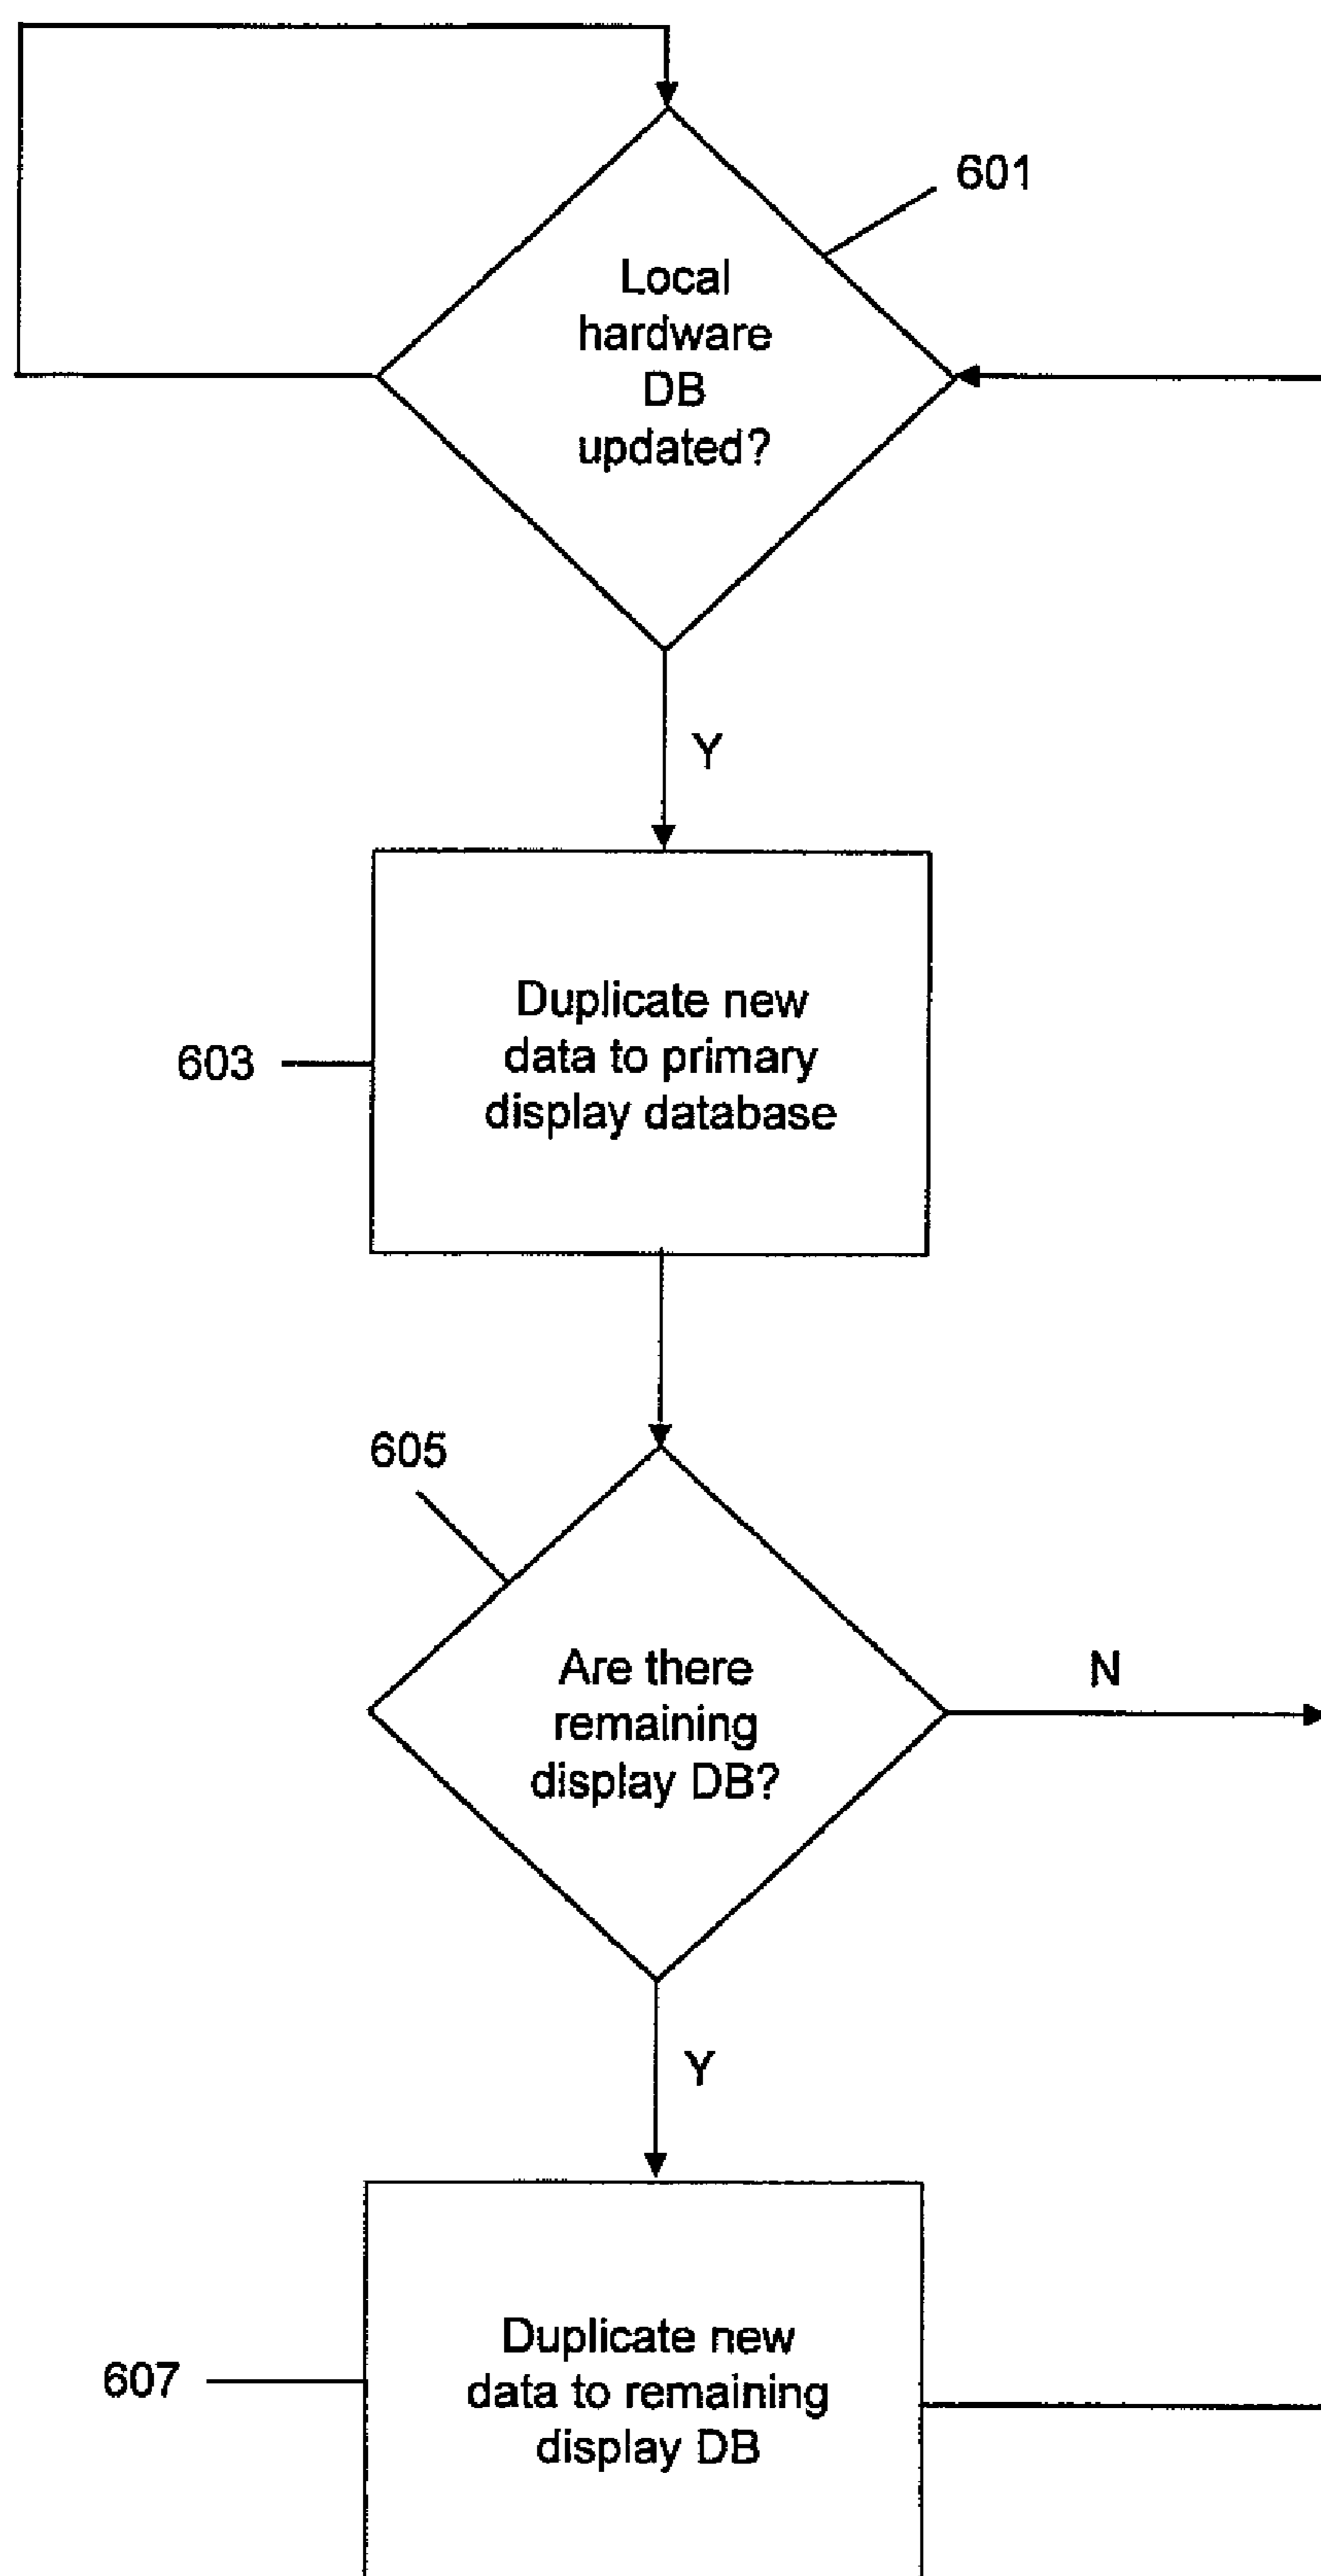 601
Local
hardware
DB
updated?
Y
Duplicate new
data to primary
display database
603
605
Are there
remaining
display DB?
N
Y
Duplicate new
data to remaining
display DB
607